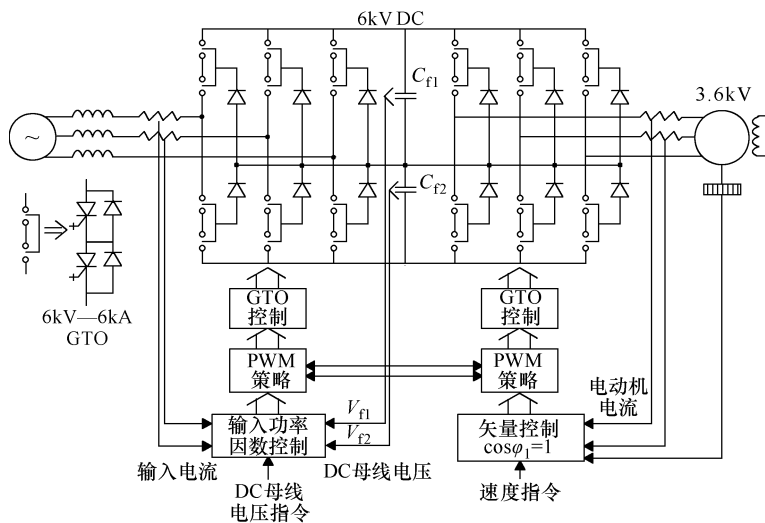 6kV DC
C_f1
3.6kV
~
C_f2
6kV—6kA
GTO
GTO
控制
GTO
控制
PWM
策略
PWM
策略
电动机
电流
V_f1
输入功率
因数控制
V_f2
矢量控制
cosφ₁=1
输入电流
DC母线电压
DC母线
电压指令
速度指令